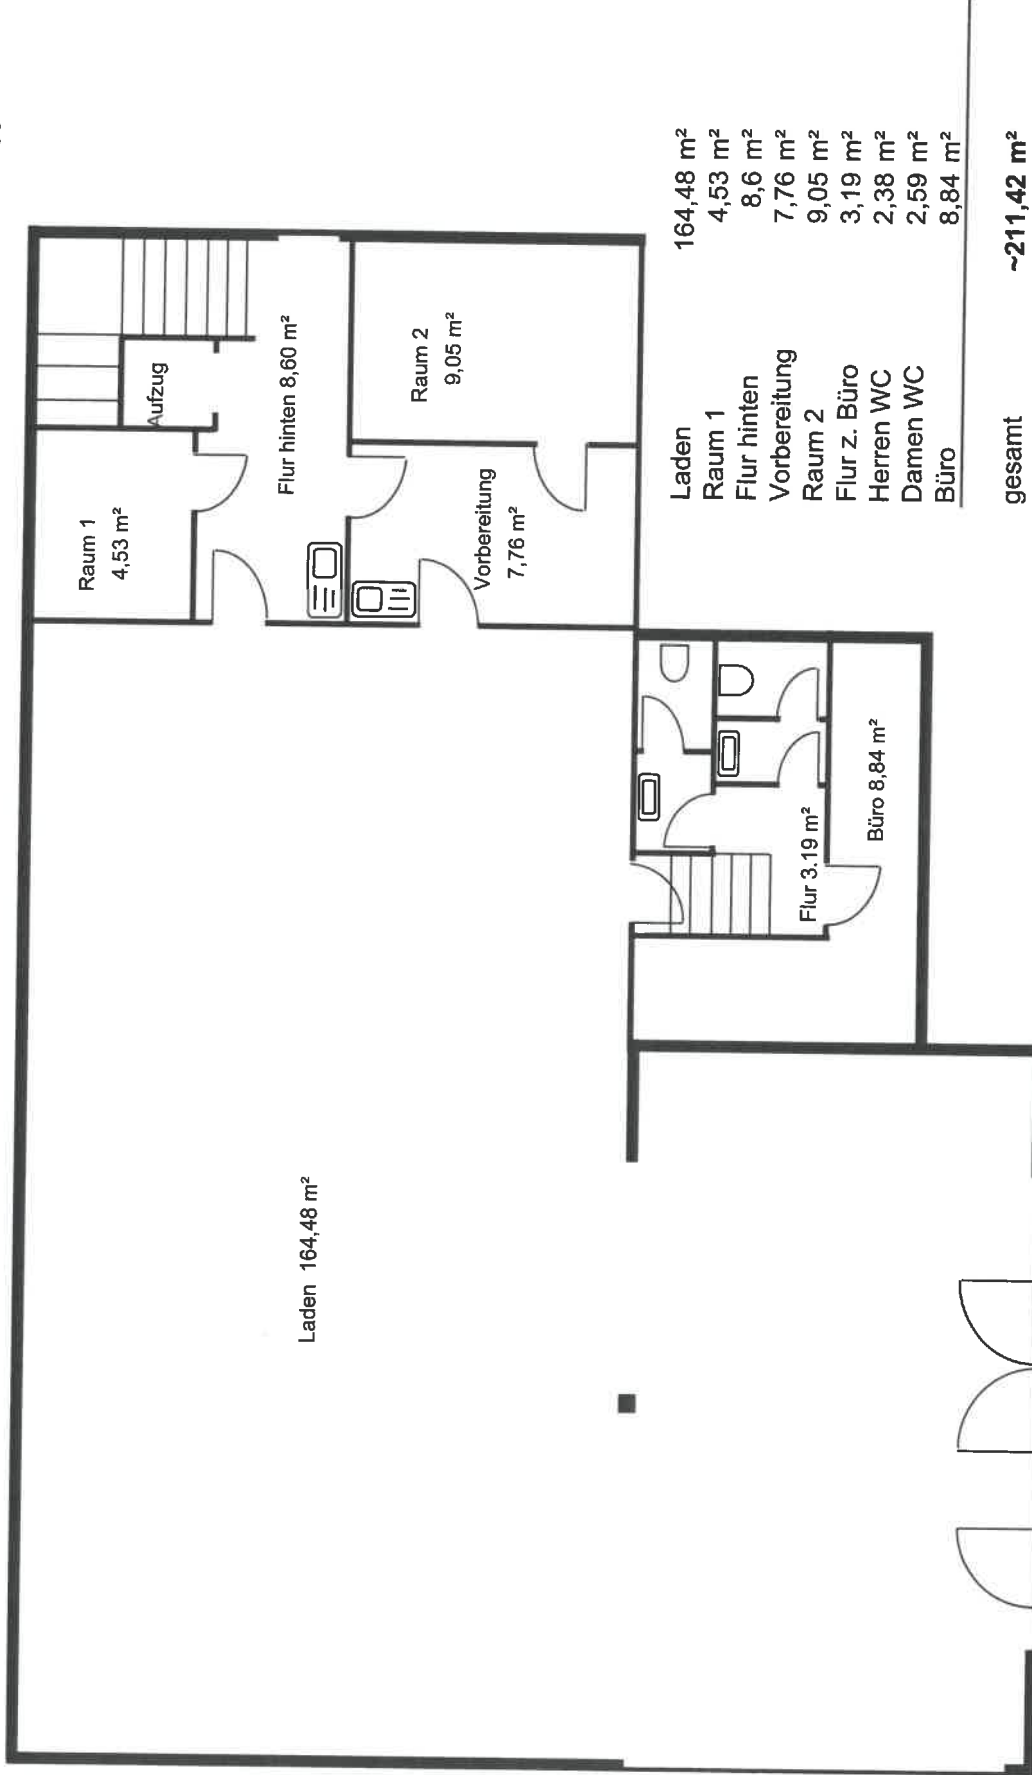 Raum 1
4,53 m²
Aufzug
Flur hinten 8,60 m²
Raum 2
9,05 m²
Vorbereitung
7,76 m²
Laden 164,48 m²
Flur 3.19 m²
Büro 8,84 m²
Laden 164,48 m²
Raum 1 4,53 m²
Flur hinten 8,6 m²
Vorbereitung 7,76 m²
Raum 2 9,05 m²
Flur z. Büro 3,19 m²
Herren WC 2,38 m²
Damen WC 2,59 m²
Büro 8,84 m²
gesamt ~211,42 m²